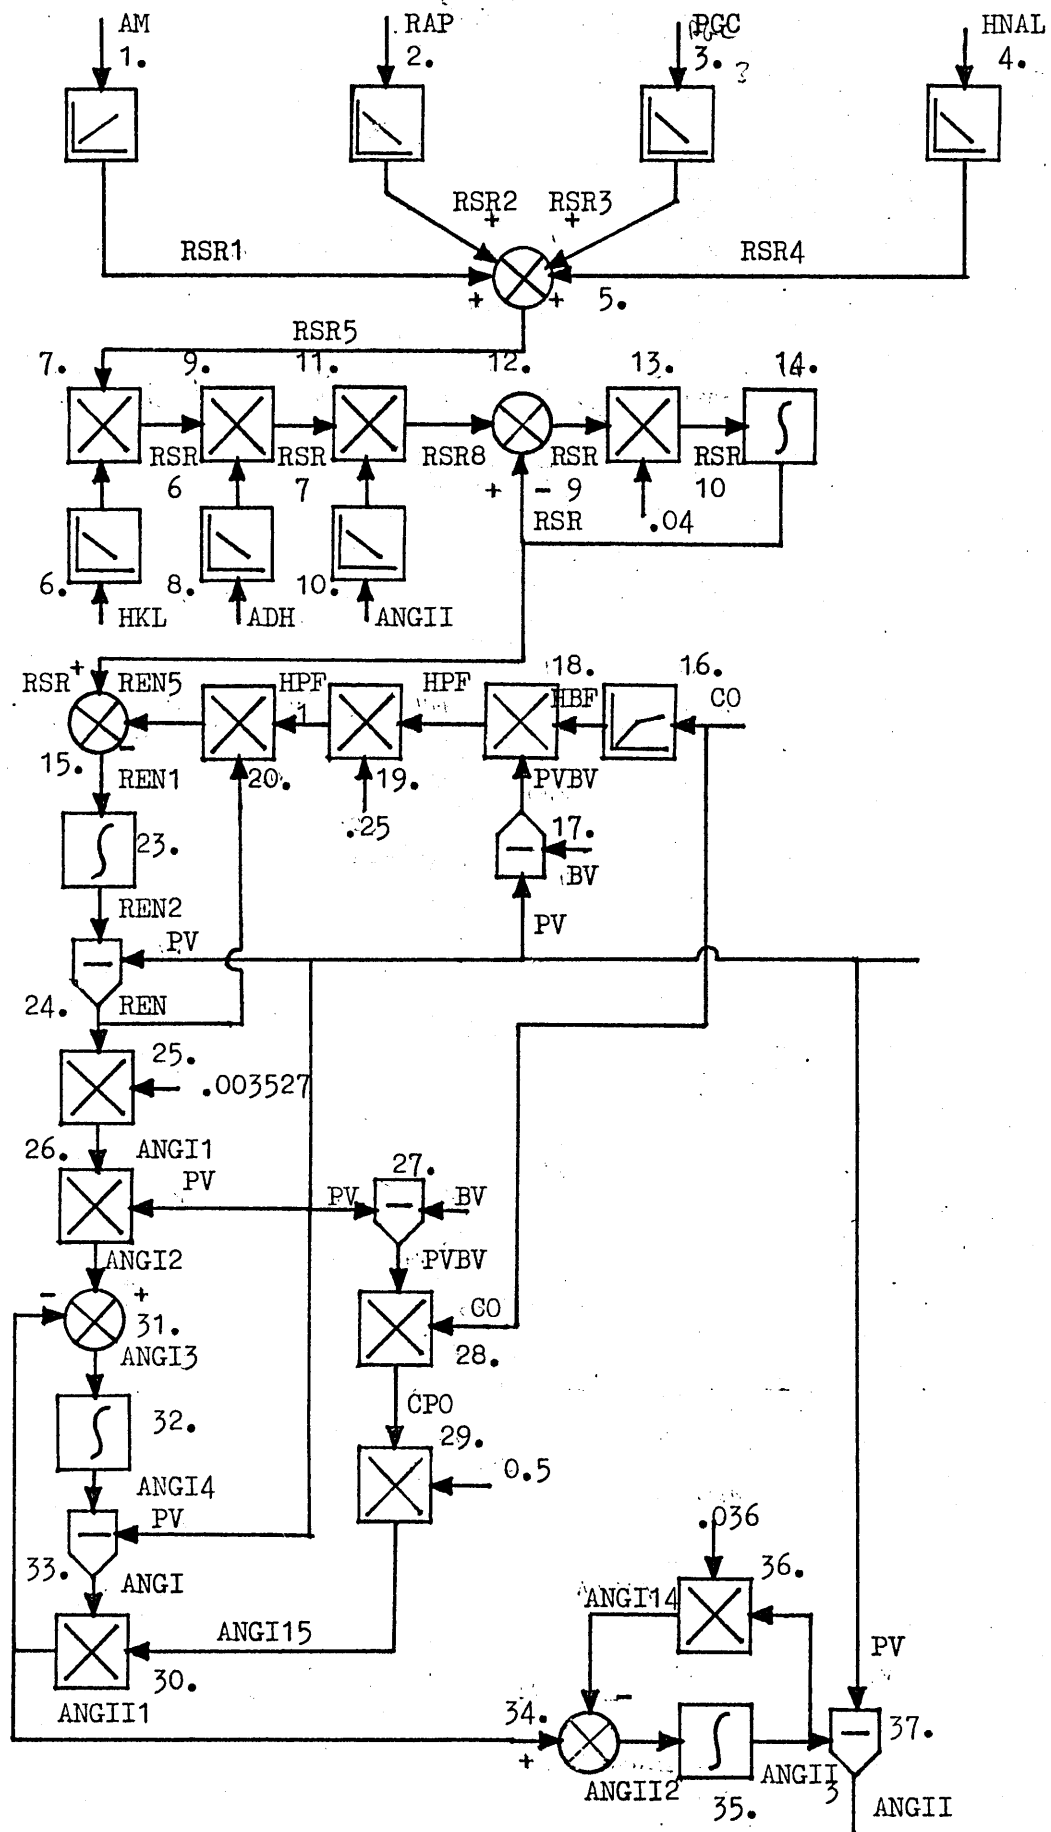 AM
1.
RAP
2.
PGC
3.
?
HNAL
4.
RSR2
+
RSR3
+
RSR1
RSR4
+
+
5.
RSR5
7.
9.
11.
12.
13.
14.
RSR
6
RSR
7
RSR8
RSR
- 9
RSR
10
+
RSR
.04
6.
8.
10.
HKL
ADH
ANGII
RSR
+
REN5
HPF
1
HPF
18.
HBF
16.
CO
-
15.
REN1
20.
19.
.25
PVBV
17.
BV
23.
REN2
PV
PV
24.
REN
25.
.003527
26.
ANGI1
PV
27.
PV
BV
ANGI2
PVBV
-
+
31.
CO
28.
ANGI3
CPO
32.
29.
0.5
ANGI4
PV
.036
33.
ANGI
36.
ANGI14
ANGI15
PV
30.
ANGII1
34.
-
37.
+
ANGII2
ANGII
3
35.
ANGII